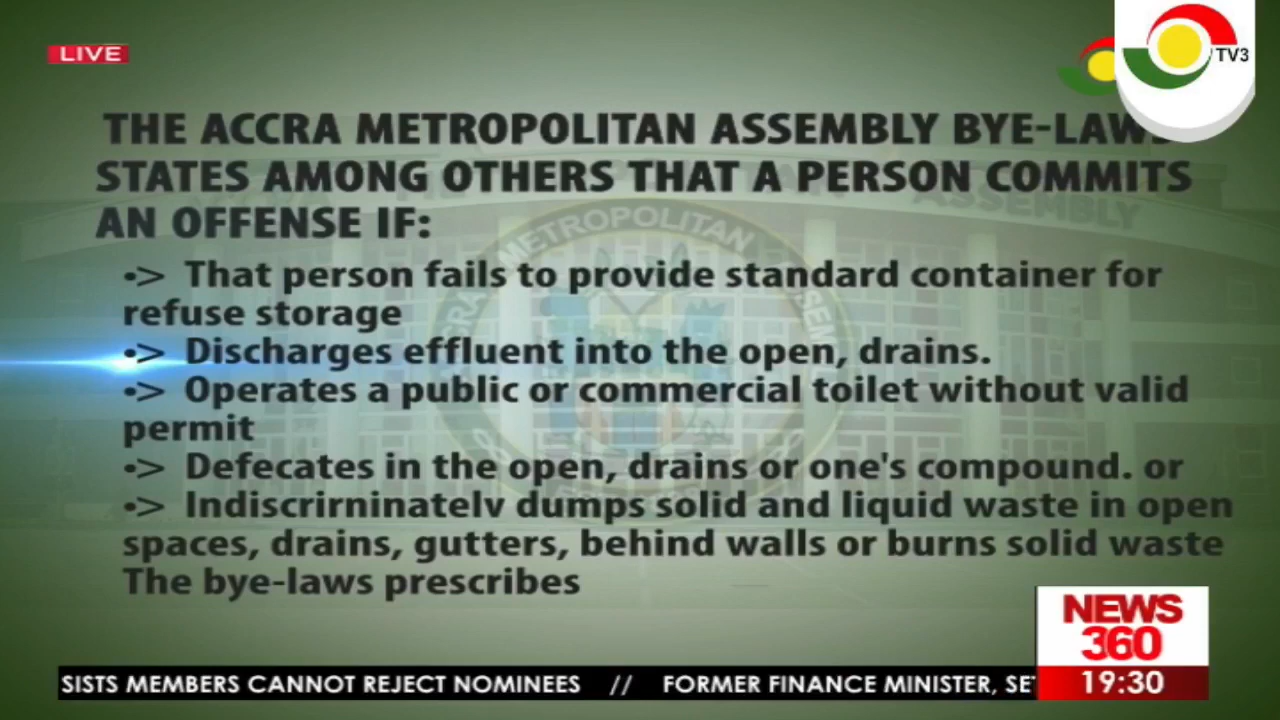 LIVE
TV3
THE ACCRA METROPOLITAN ASSEMBLY BYE-LAWS
STATES AMONG OTHERS THAT A PERSON COMMITS
AN OFFENSE IF:
•> That person fails to provide standard container for
refuse storage
•> Discharges effluent into the open, drains.
•> Operates a public or commercial toilet without valid
permit
•> Defecates in the open, drains or one's compound. or
•> Indiscrirninatelv dumps solid and liquid waste in open
spaces, drains, gutters, behind walls or burns solid waste
The bye-laws prescribes
METROPOLITAN
ASSEMBLY
NEWS
360
19:30
SISTS MEMBERS CANNOT REJECT NOMINEES // FORMER FINANCE MINISTER, SE